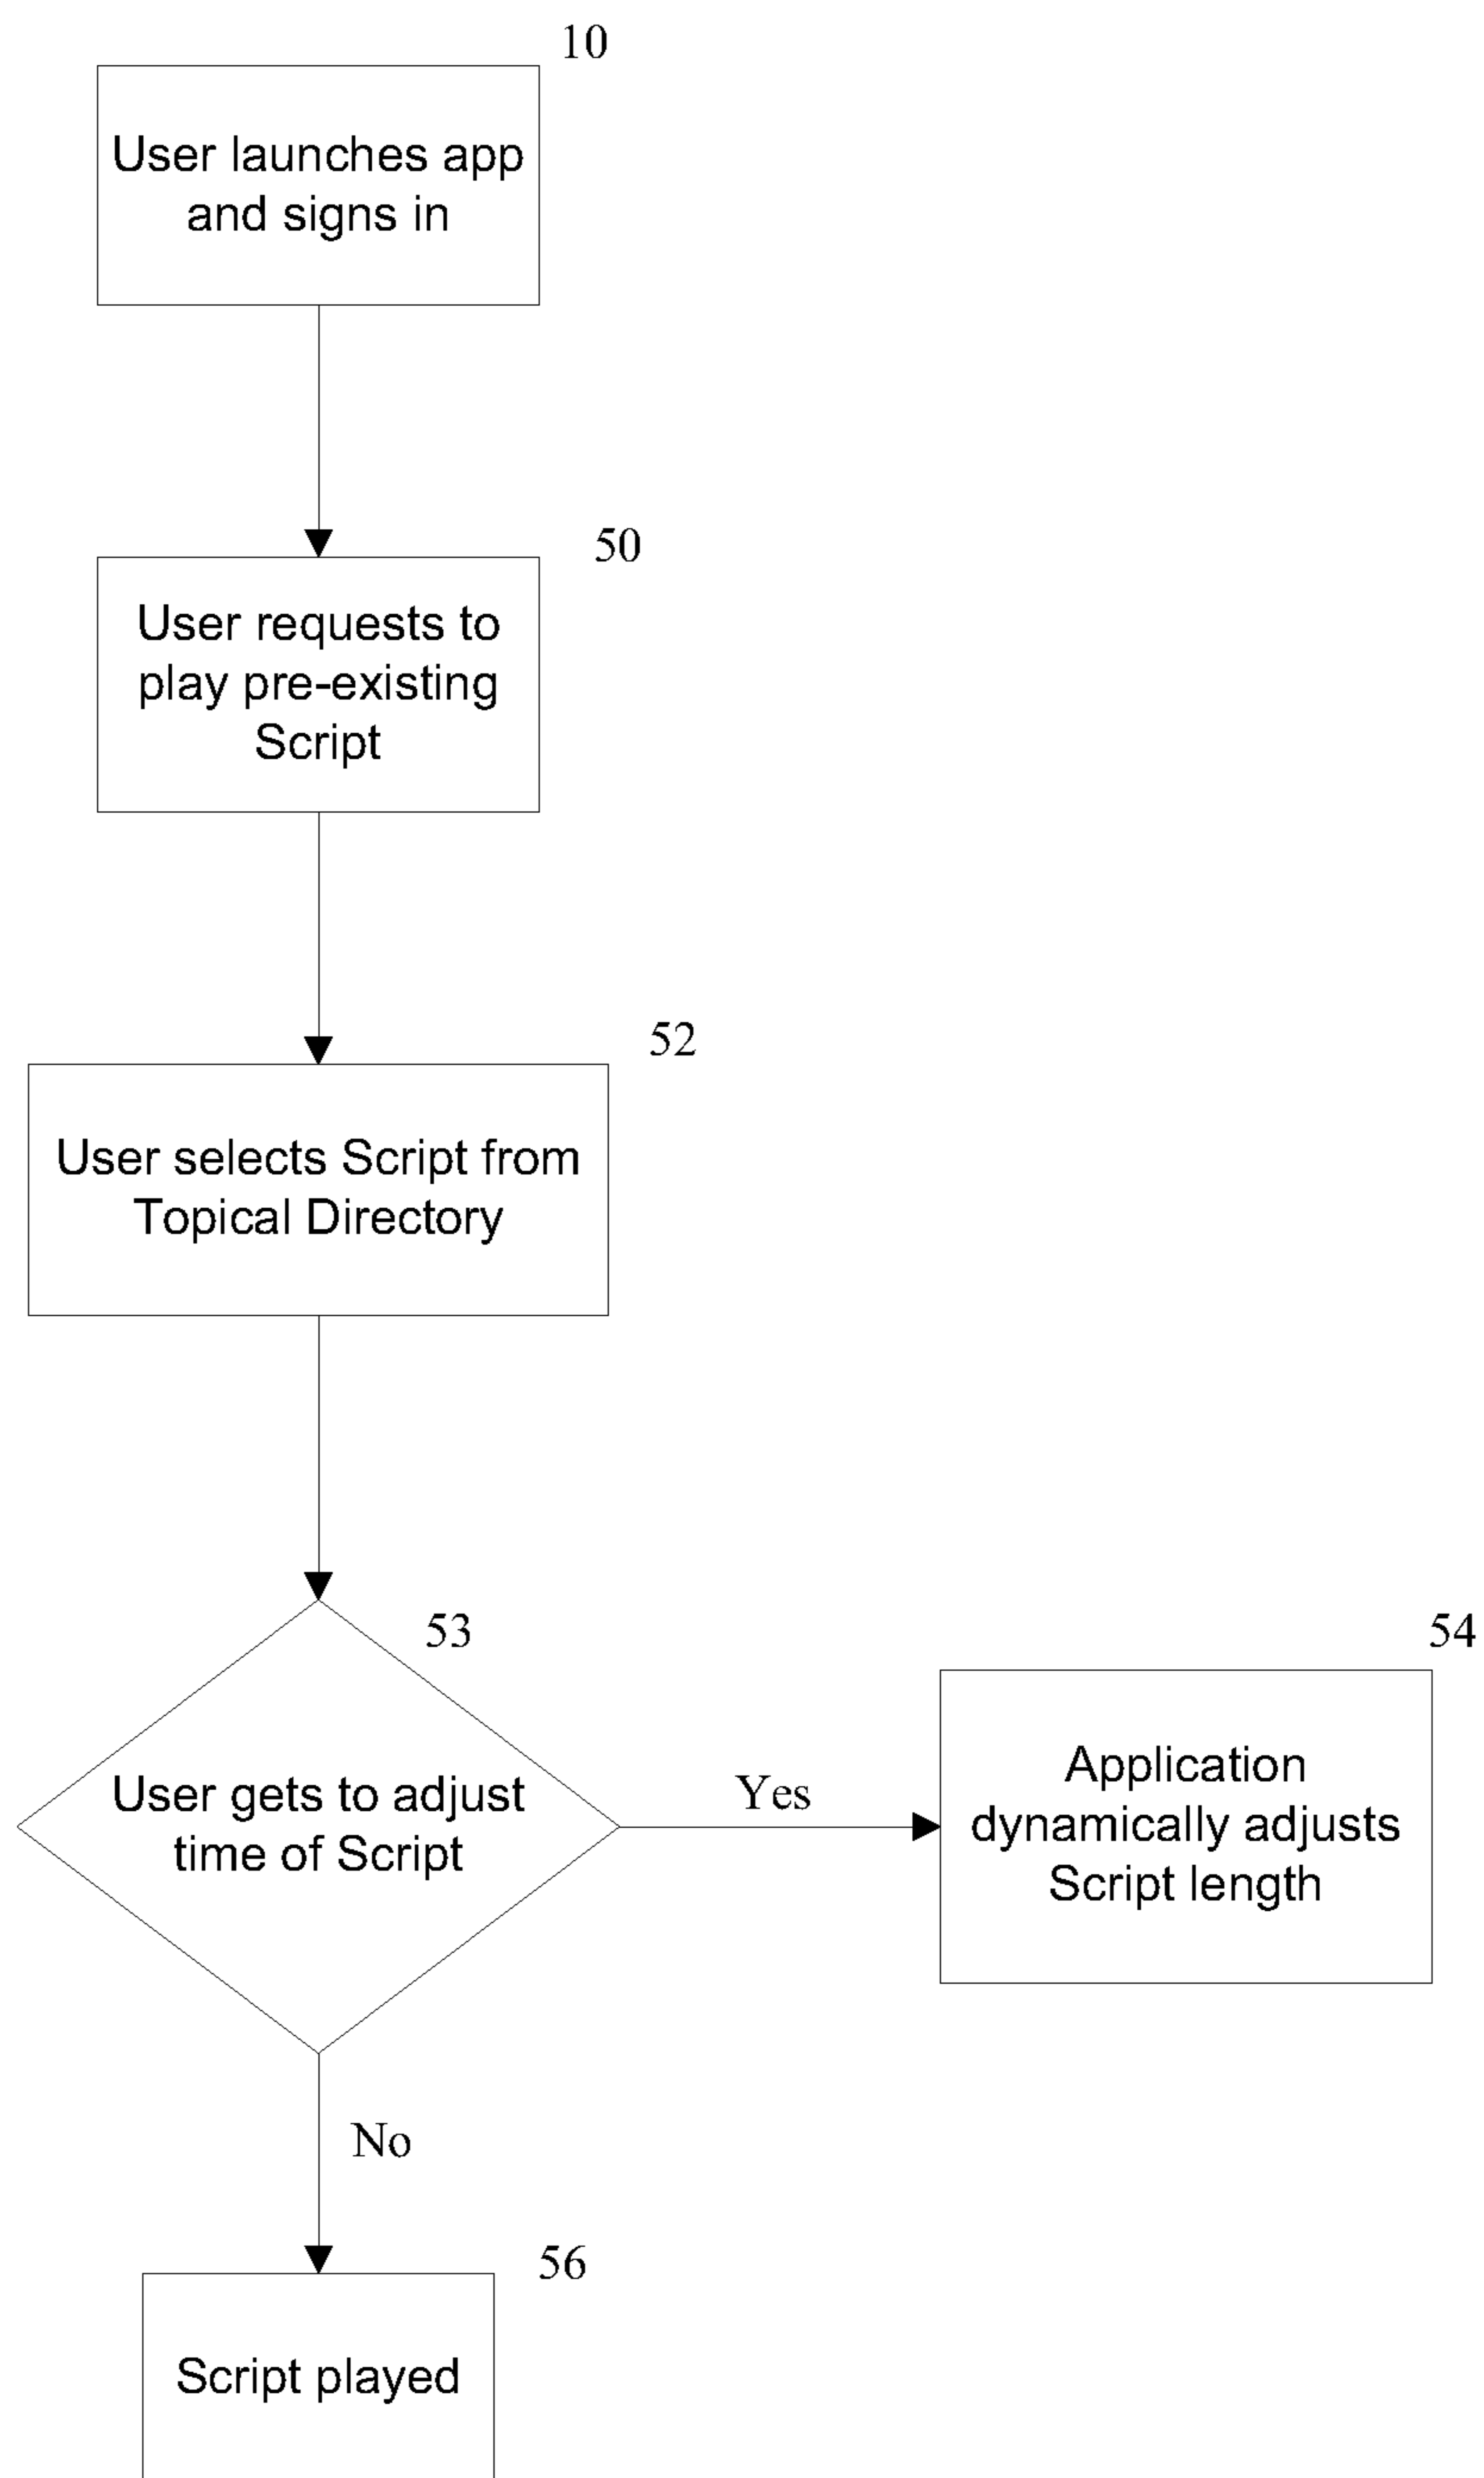 10
User launches app
and signs in
50
User requests to
play pre-existing
Script
52
User selects Script from
Topical Directory
53
User gets to adjust
time of Script
Yes
54
Application
dynamically adjusts
Script length
No
56
Script played